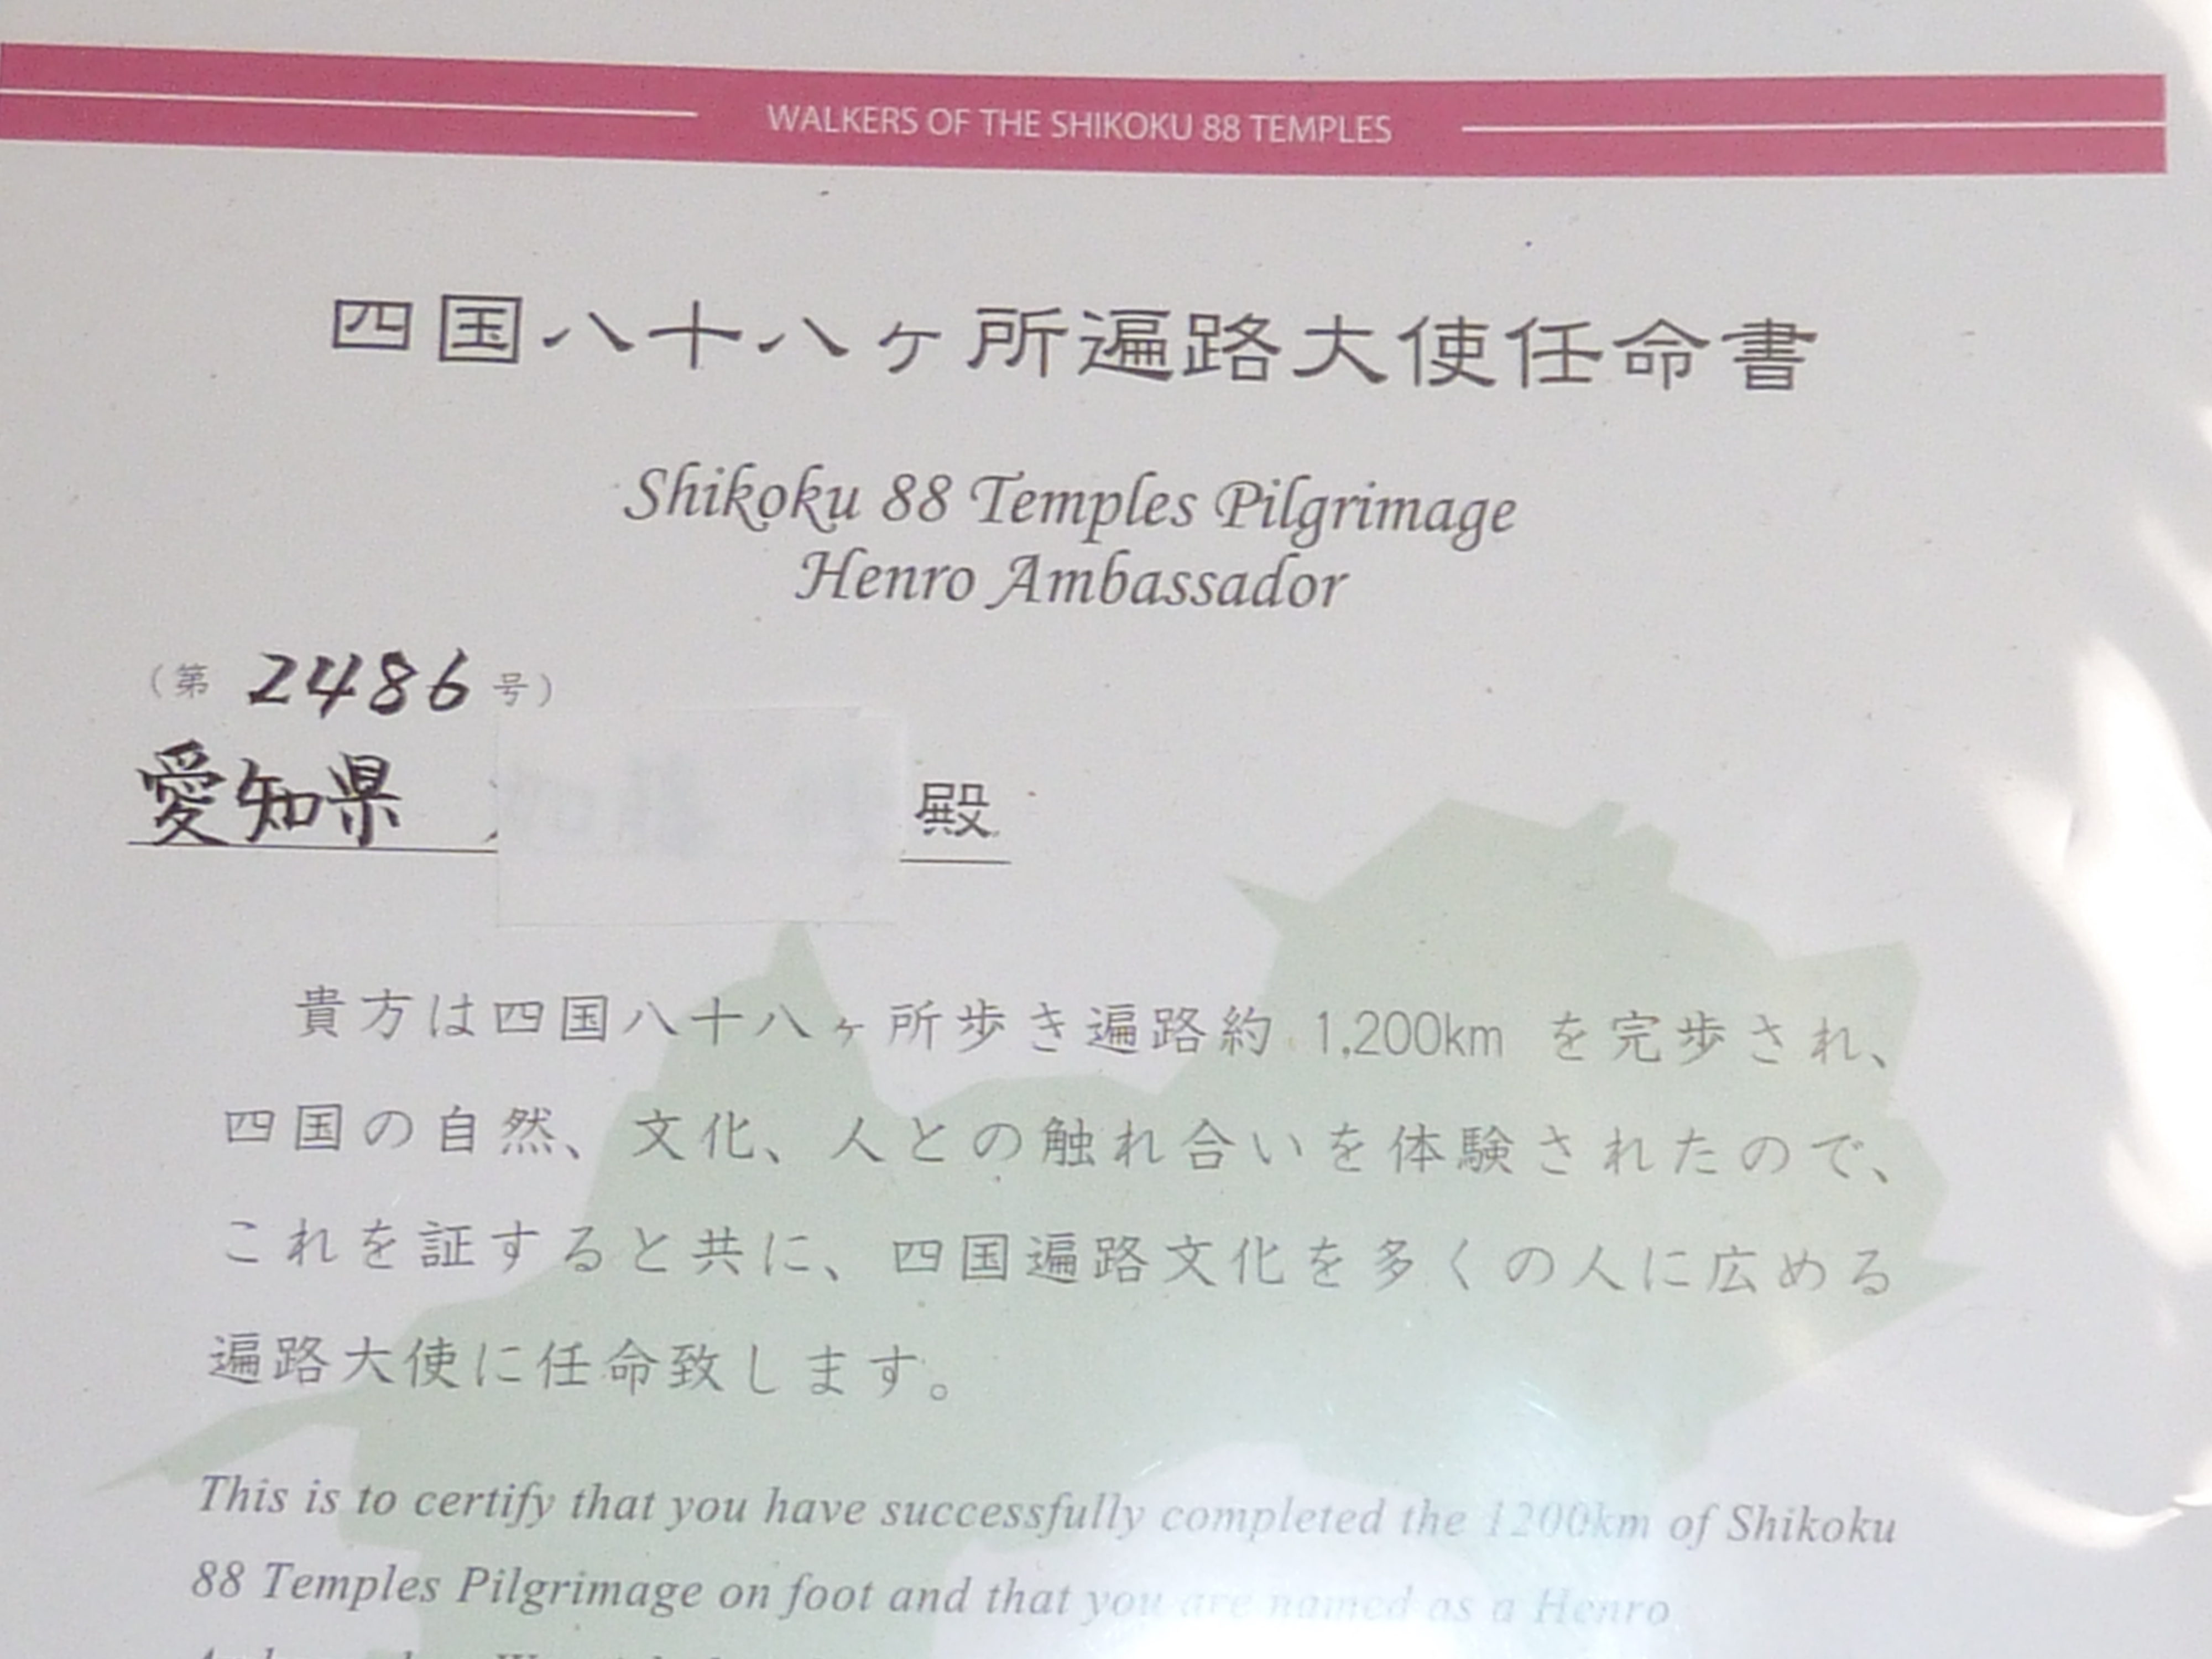 WALKERS OF THE SHIKOKU 88 TEMPLES
四国八十八ヶ所遍路大使任命書
Shikoku 88 Temples Pilgrimage
Henro Ambassador
（第 2486 号）
愛知県 殿
貴方は四国八十八ヶ所歩き遍路約 1,200km を完歩され、
四国の自然、文化、人との触れ合いを体験されたので、
これを証すると共に、四国遍路文化を多くの人に広める
遍路大使に任命致します。
This is to certify that you have successfully completed the 1200km of Shikoku
88 Temples Pilgrimage on foot and that you are named as a Henro